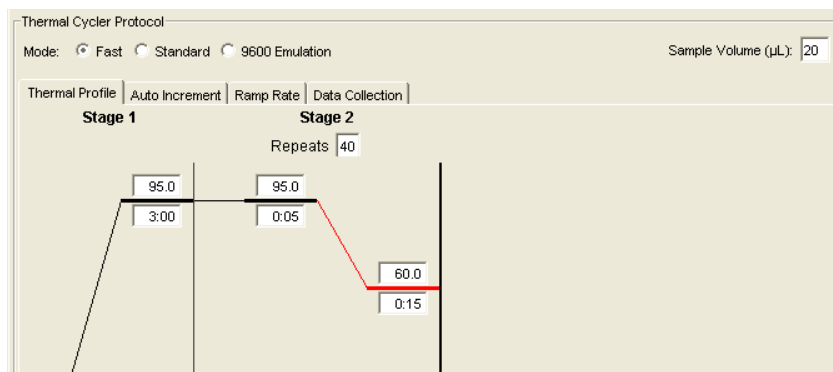 Thermal Cycler Protocol
Mode: Fast Standard 9600 Emulation Sample Volume (µL): 20
Thermal Profile Auto Increment Ramp Rate Data Collection
Stage 1 Stage 2
Repeats 40
95.0 95.0
3:00 0:05
60.0
0:15